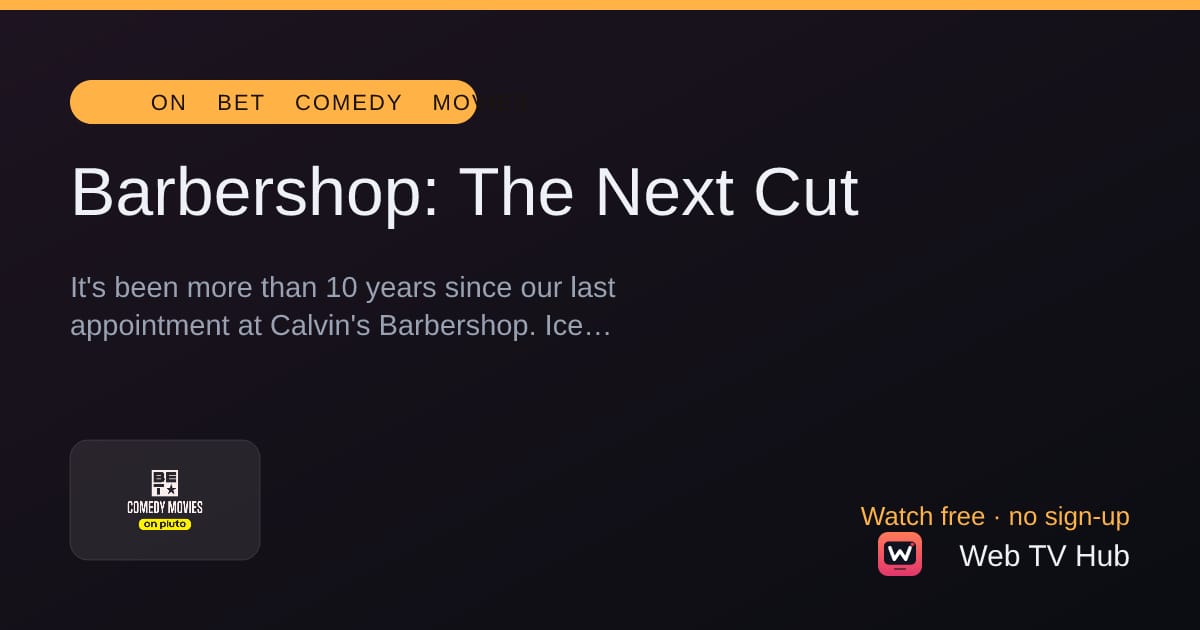 ON BET COMEDY MOVIES
Barbershop: The Next Cut
It's been more than 10 years since our last
appointment at Calvin's Barbershop. Ice…
BET★
COMEDY MOVIES
on pluto
Watch free · no sign-up
W
Web TV Hub